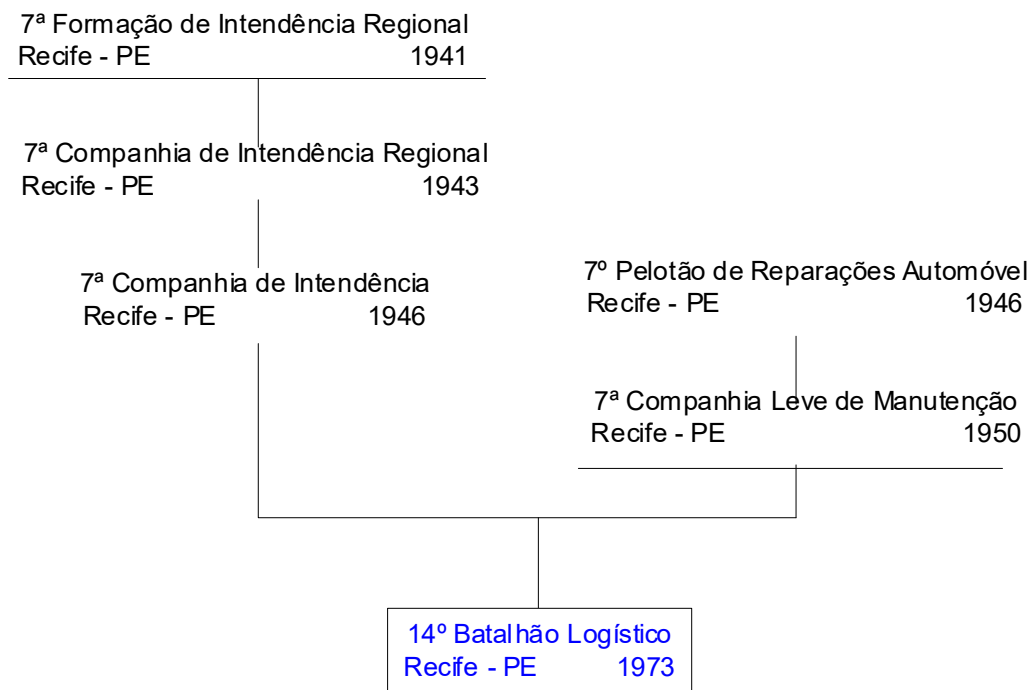 7ª Formação de Intendência Regional
Recife - PE 1941
7ª Companhia de Intendência Regional
Recife - PE 1943
7ª Companhia de Intendência
Recife - PE 1946
7º Pelotão de Reparações Automóvel
Recife - PE 1946
7ª Companhia Leve de Manutenção
Recife - PE 1950
14º Batalhão Logístico
Recife - PE 1973